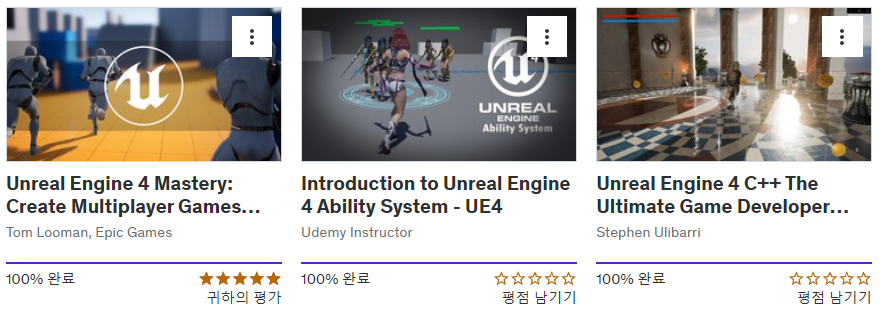 UNREAL
ENGINE
Ability System
4
Unreal Engine 4 Mastery:
Create Multiplayer Games...
Tom Looman, Epic Games
100% 완료
귀하의 평가
Introduction to Unreal Engine
4 Ability System - UE4
Udemy Instructor
100% 완료
평점 남기기
Unreal Engine 4 C++ The
Ultimate Game Developer...
Stephen Ulibarri
100% 완료
평점 남기기